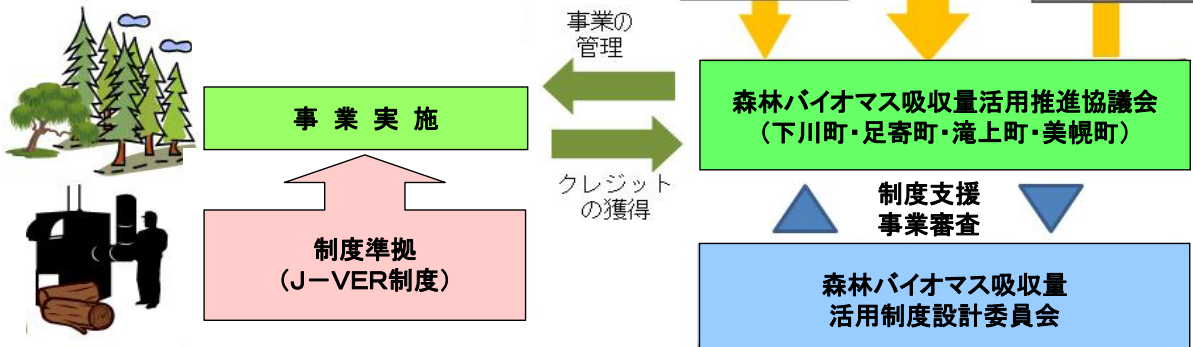 事業の
管理
事 業 実 施
クレジット
の獲得
森林バイオマス吸収量活用推進協議会
（下川町・足寄町・滝上町・美幌町）
制度支援
事業審査
制度準拠
（J－VER制度）
森林バイオマス吸収量
活用制度設計委員会